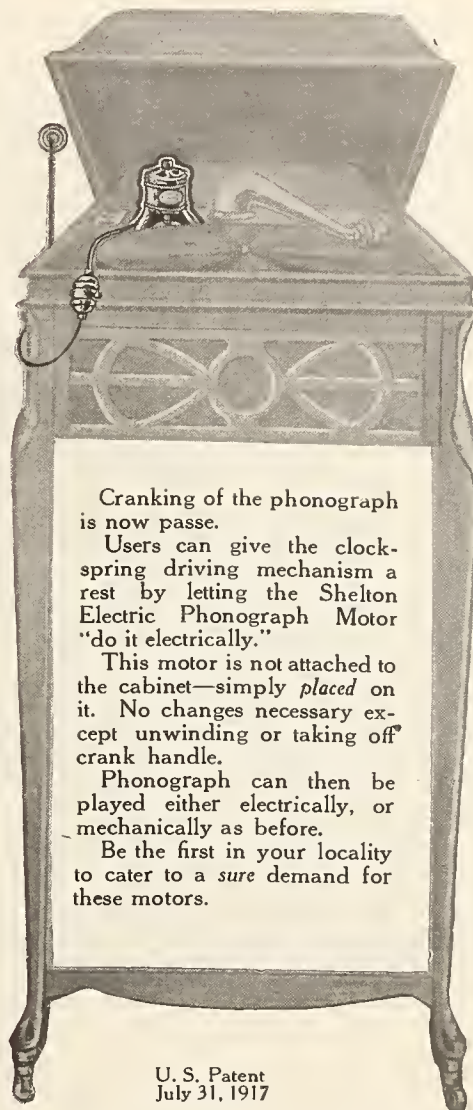 Cranking of the phonograph
is now passe.
Users can give the clock-
spring driving mechanism a
rest by letting the Shelton
Electric Phonograph Motor
"do it electrically."
This motor is not attached to
the cabinet—simply placed on
it. No changes necessary ex-
cept unwinding or taking off
crank handle.
Phonograph can then be
played either electrically, or
mechanically as before.
Be the first in your locality
to cater to a sure demand for
these motors.
U. S. Patent
July 31, 1917